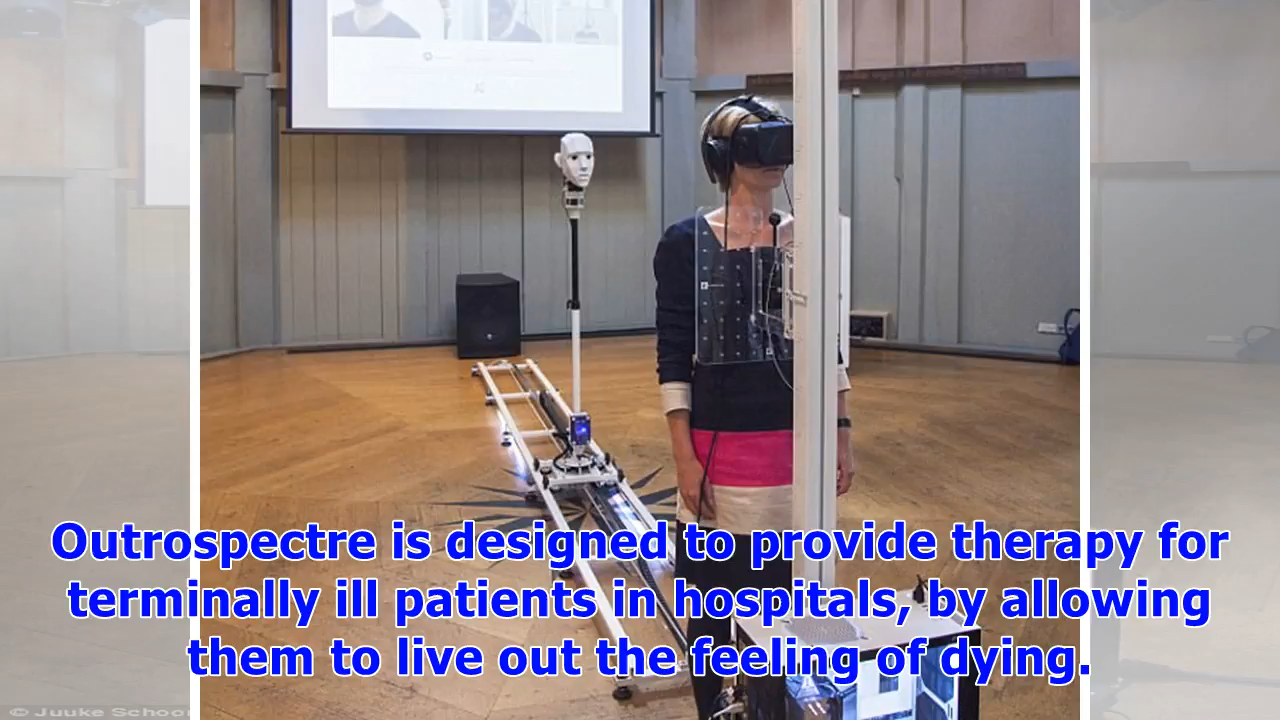 Outrospectre is designed to provide therapy for
terminally ill patients in hospitals, by allowing
them to live out the feeling of dying.
© Juuke Schoor